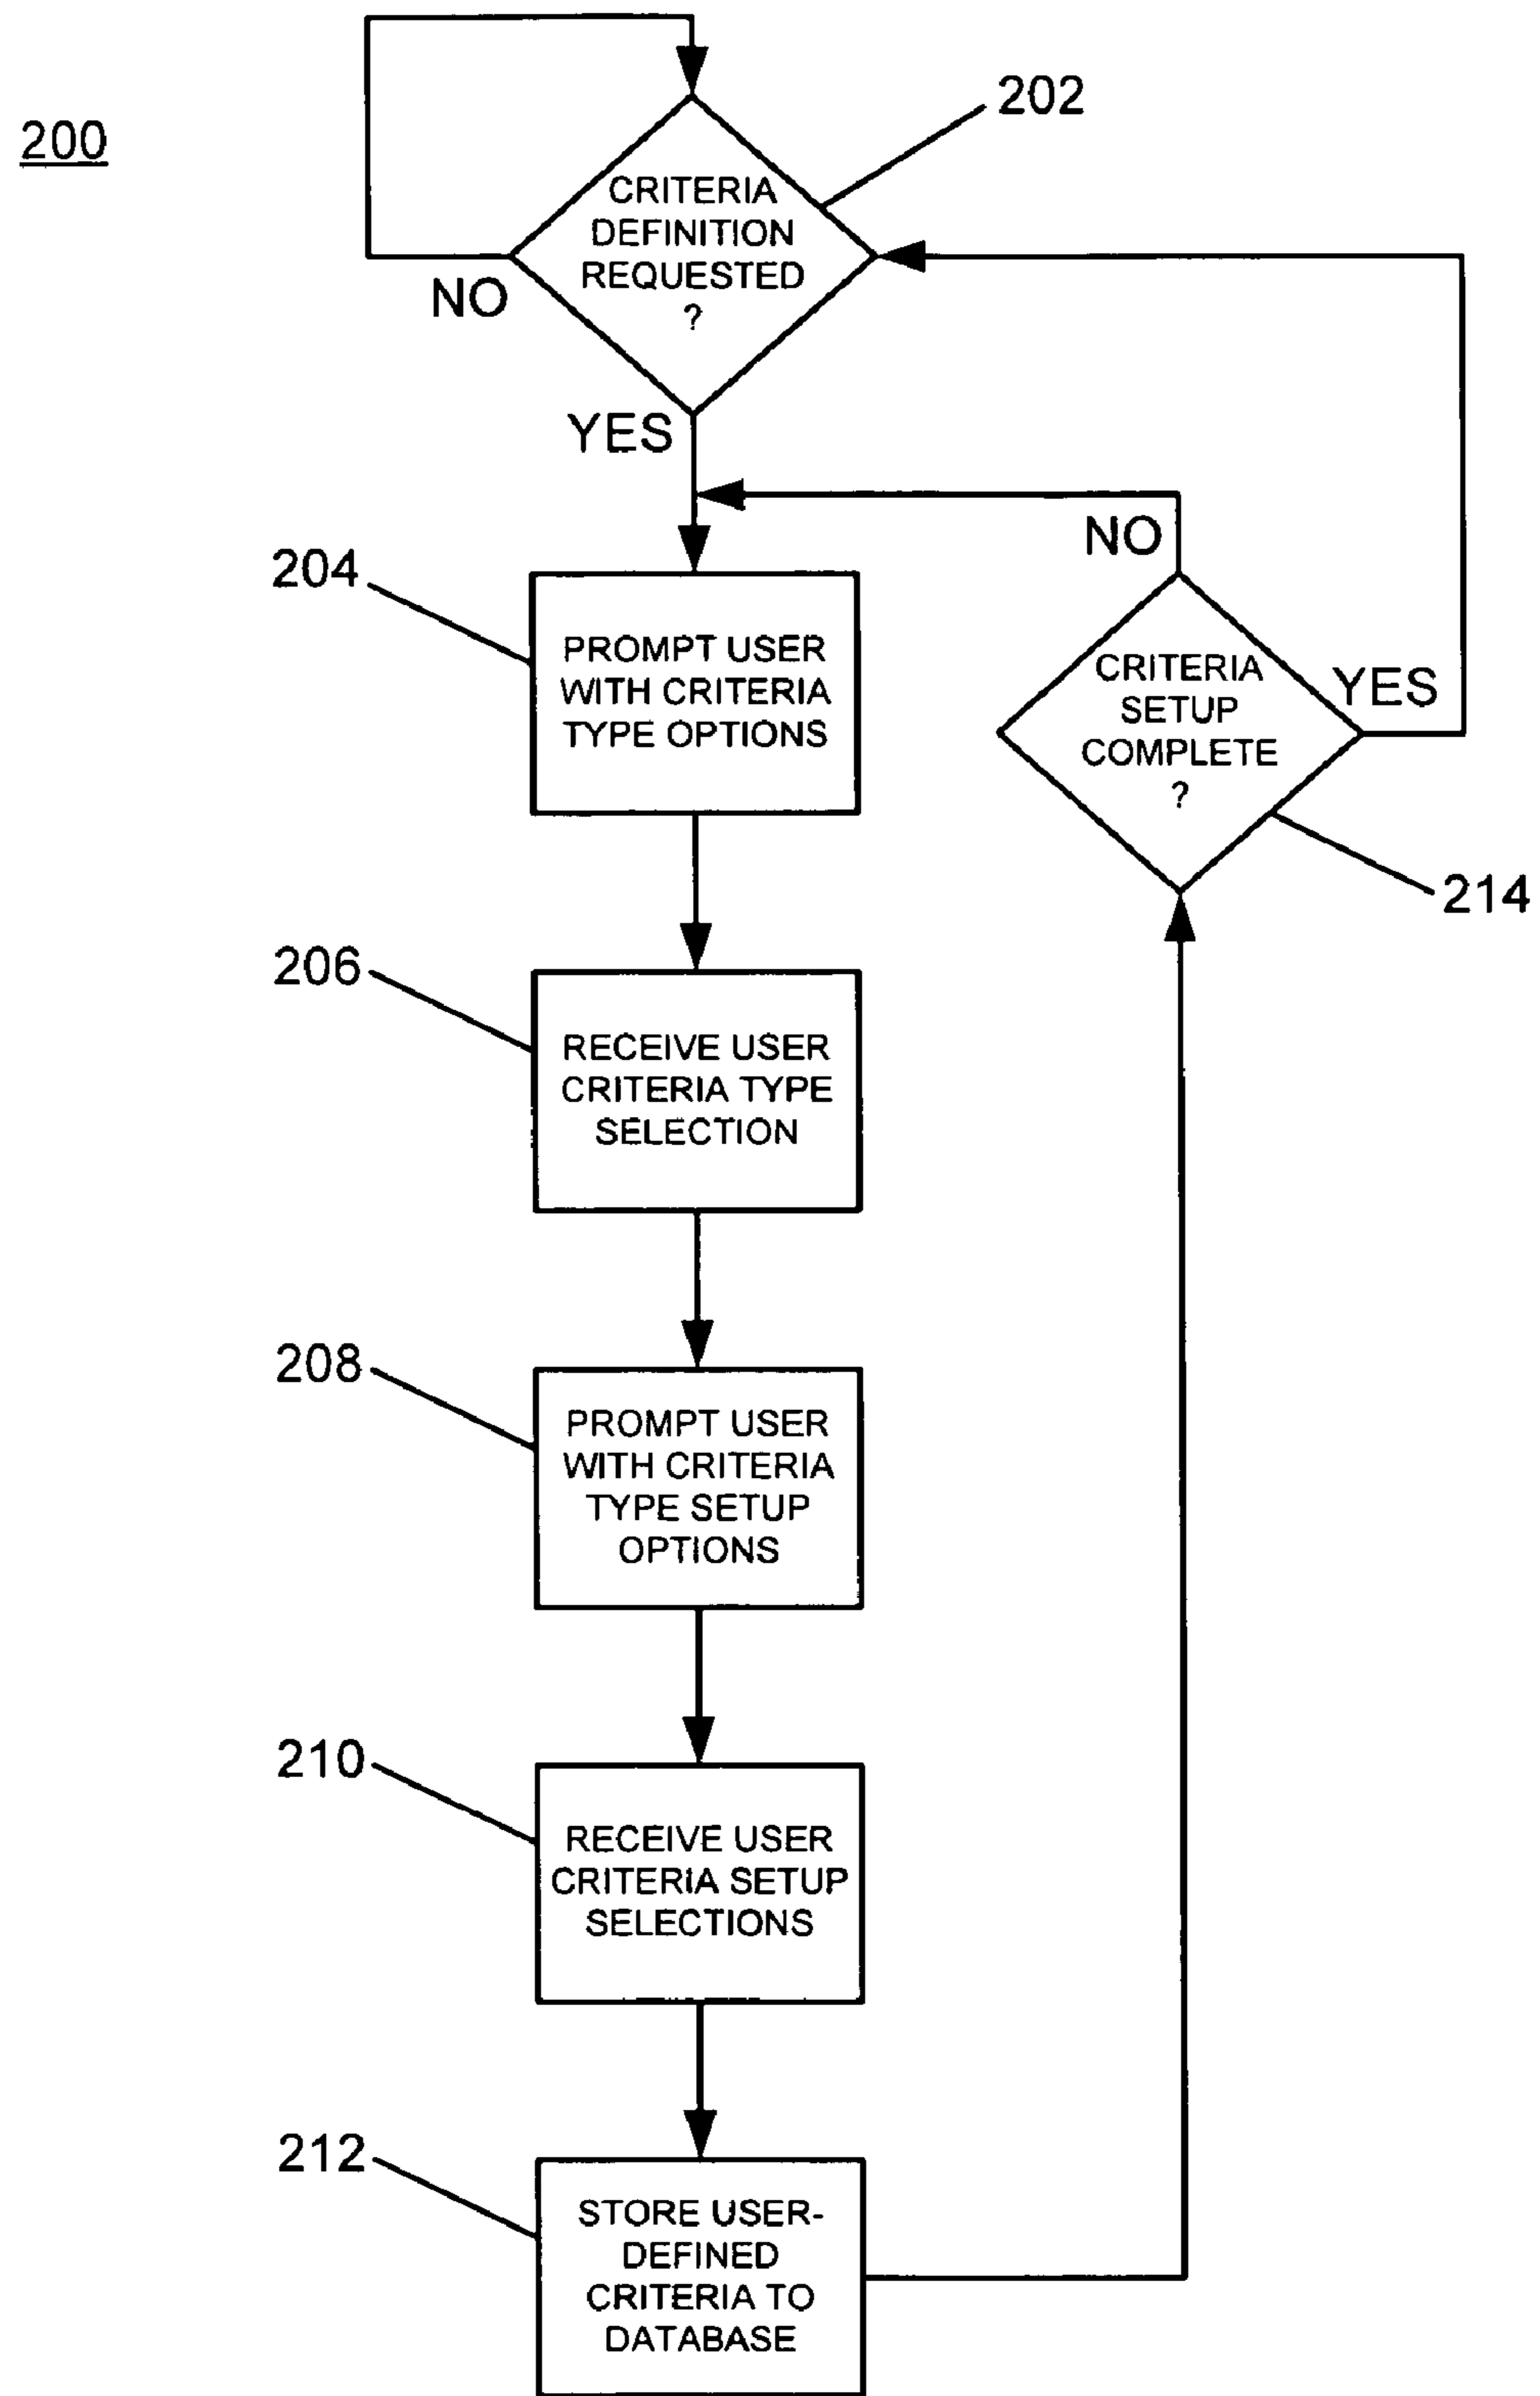 200
202
CRITERIA
DEFINITION
REQUESTED
?
NO
YES
NO
204
PROMPT USER
WITH CRITERIA
TYPE OPTIONS
CRITERIA
SETUP
COMPLETE
?
YES
214
206
RECEIVE USER
CRITERIA TYPE
SELECTION
208
PROMPT USER
WITH CRITERIA
TYPE SETUP
OPTIONS
210
RECEIVE USER
CRITERIA SETUP
SELECTIONS
212
STORE USER-
DEFINED
CRITERIA TO
DATABASE